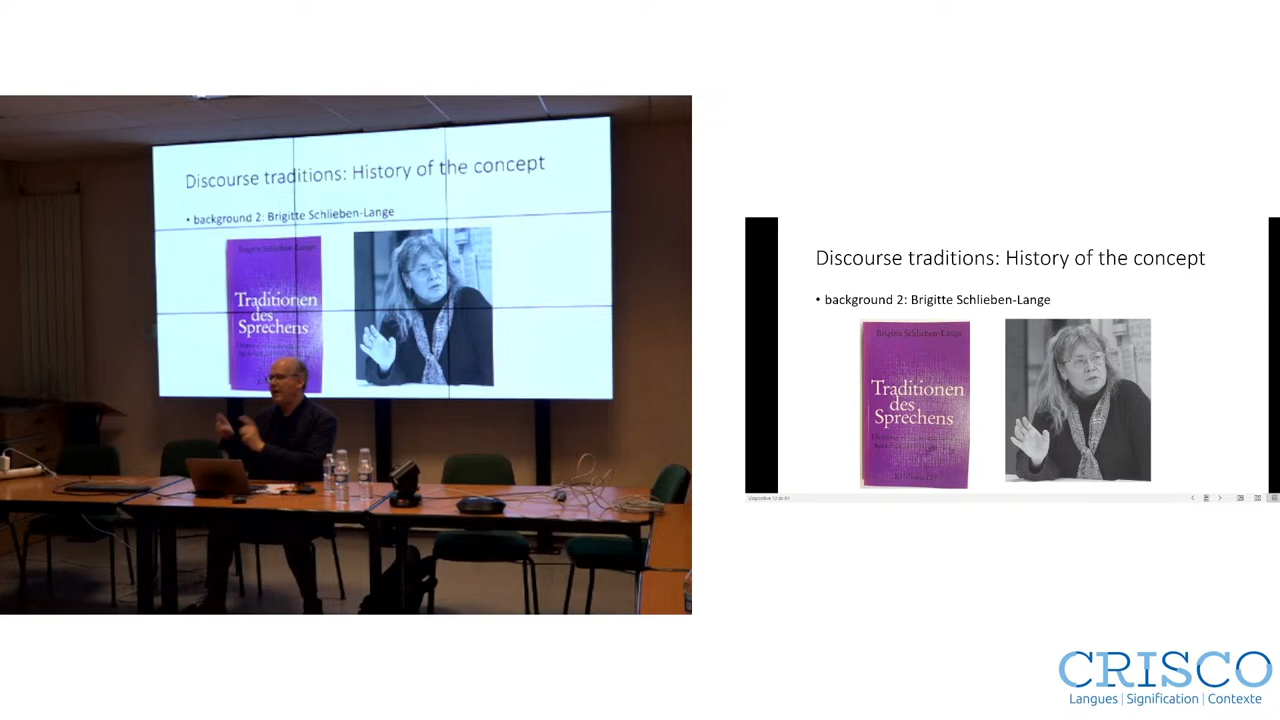 Discourse traditions: History of the concept
• background 2: Brigitte Schlieben-Lange
Brigitte Schlieben-Lange
Traditionen
des
Sprechens
Discourse traditions: History of the concept
• background 2: Brigitte Schlieben-Lange
Brigitte Schlieben-Lange
Traditionen
des
Sprechens
CRISCO
Langues | Signification | Contexte